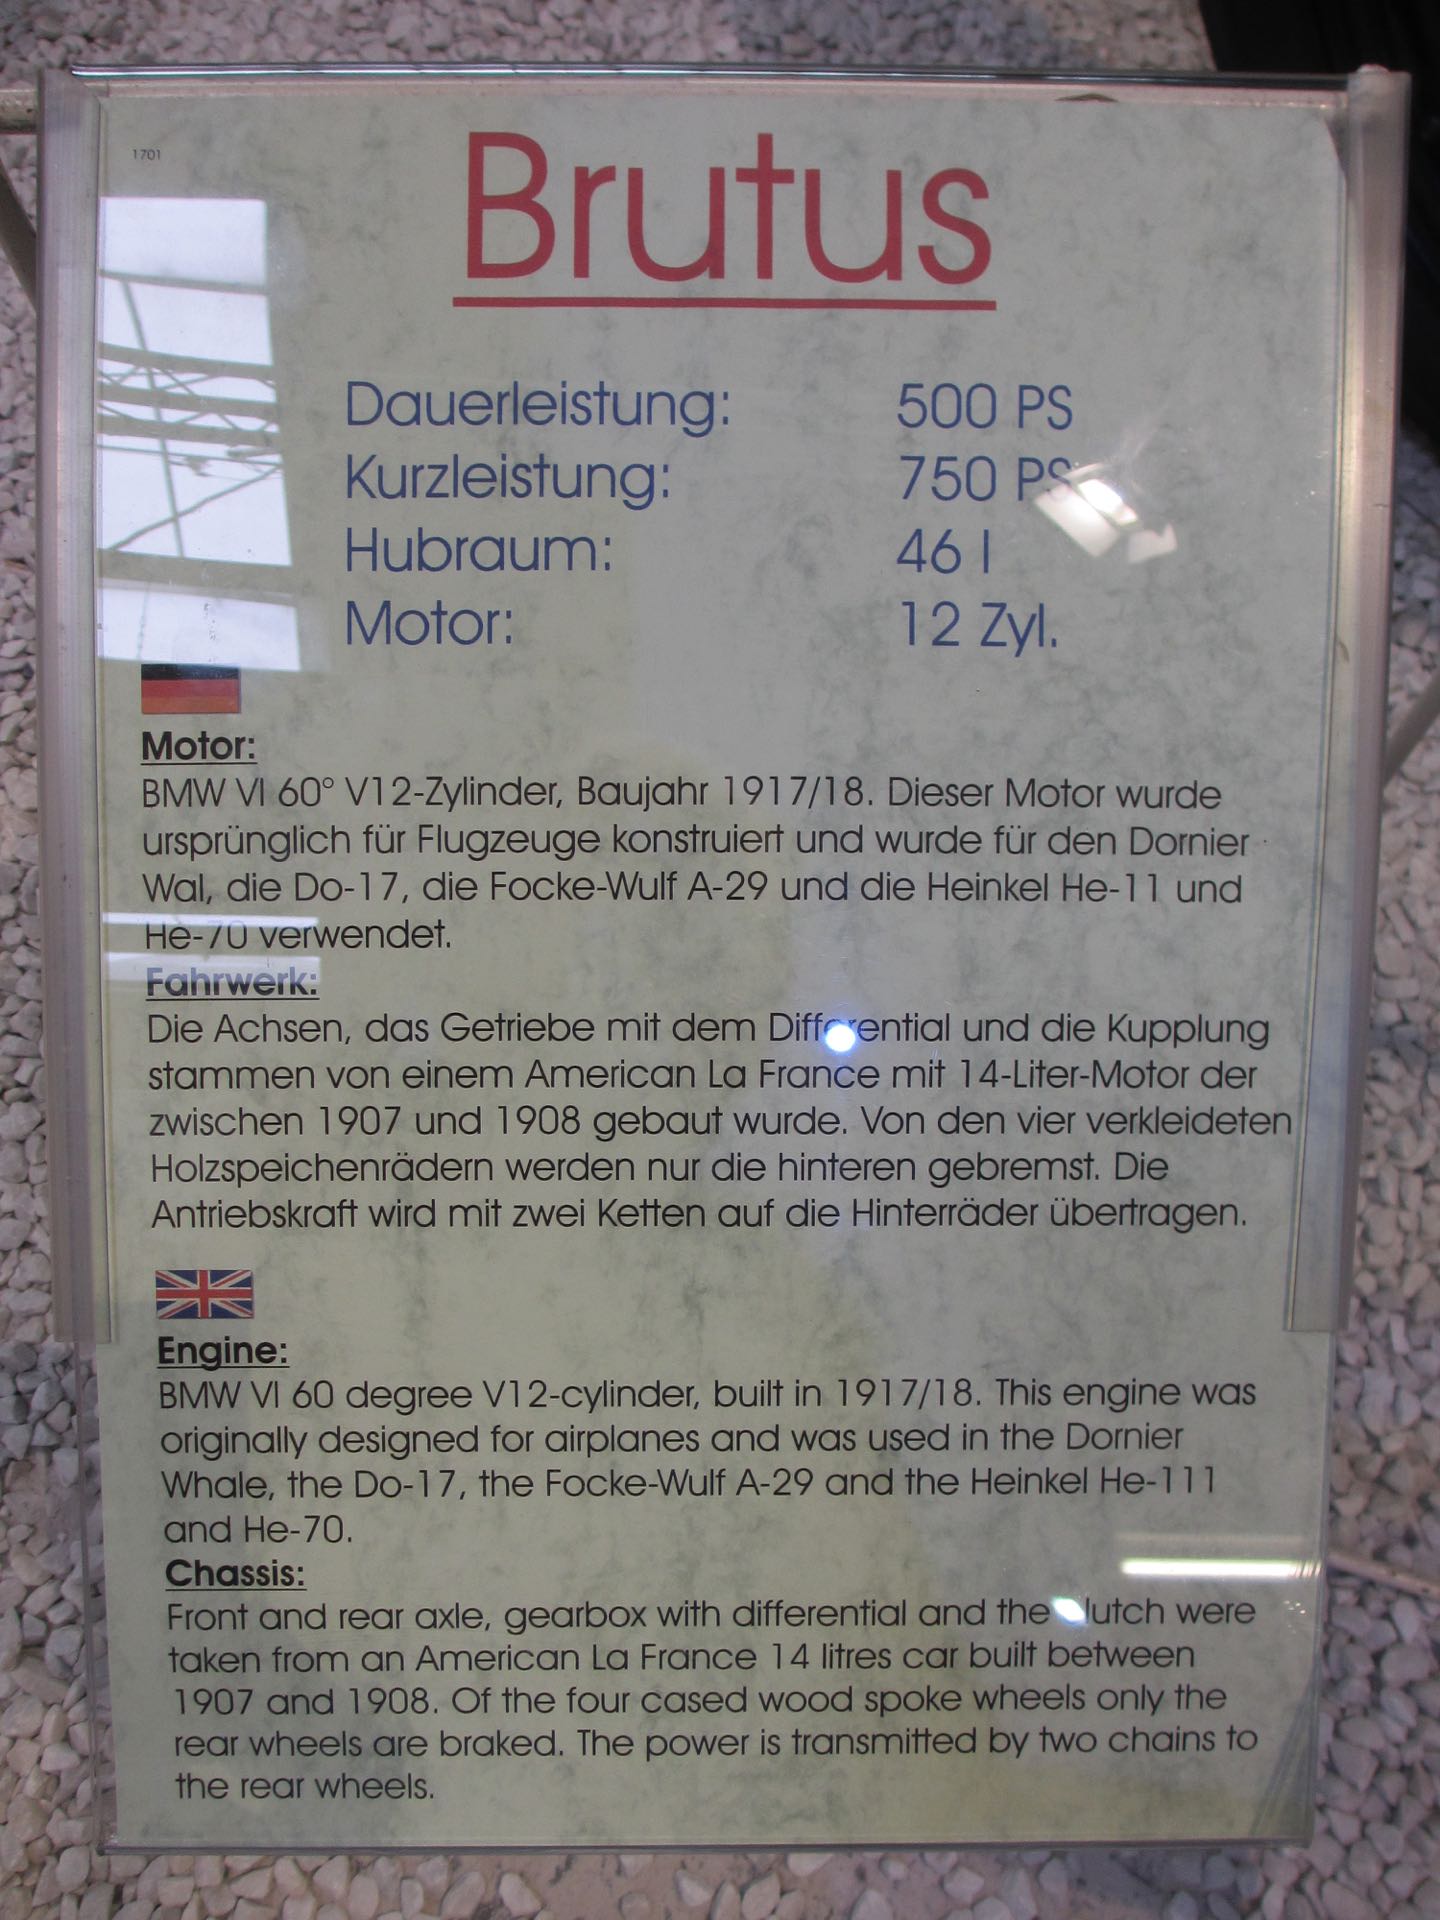 1701
Brutus
Dauerleistung: 500 PS
Kurzleistung: 750 PS
Hubraum: 46 l
Motor: 12 Zyl.
Motor:
BMW VI 60° V12-Zylinder, Baujahr 1917/18. Dieser Motor wurde
ursprünglich für Flugzeuge konstruiert und wurde für den Dornier
Wal, die Do-17, die Focke-Wulf A-29 und die Heinkel He-11 und
He-70 verwendet.
Fahrwerk:
Die Achsen, das Getriebe mit dem Differential und die Kupplung
stammen von einem American La France mit 14-Liter-Motor der
zwischen 1907 und 1908 gebaut wurde. Von den vier verkleideten
Holzspeichenrädern werden nur die hinteren gebremst. Die
Antriebskraft wird mit zwei Ketten auf die Hinterräder übertragen.
Engine:
BMW VI 60 degree V12-cylinder, built in 1917/18. This engine was
originally designed for airplanes and was used in the Dornier
Whale, the Do-17, the Focke-Wulf A-29 and the Heinkel He-111
and He-70.
Chassis:
Front and rear axle, gearbox with differential and the clutch were
taken from an American La France 14 litres car built between
1907 and 1908. Of the four cased wood spoke wheels only the
rear wheels are braked. The power is transmitted by two chains to
the rear wheels.